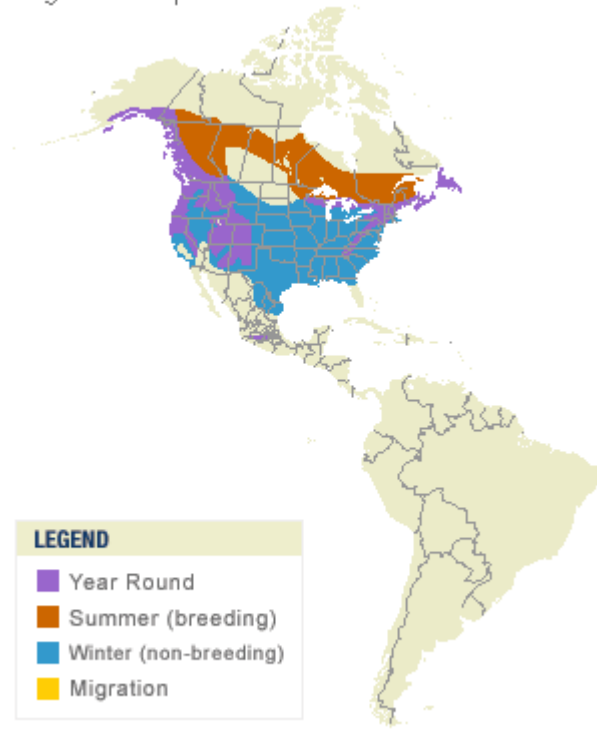 LEGEND
Year Round
Summer (breeding)
Winter (non-breeding)
Migration